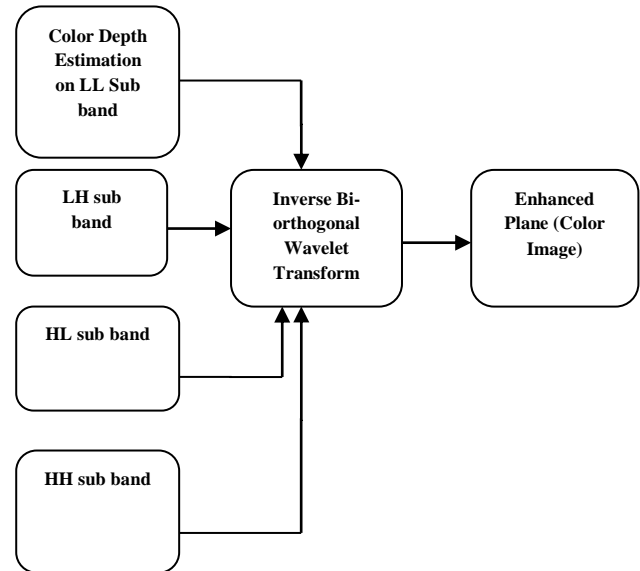 Color Depth
Estimation
on LL Sub
band
LH sub
band
Inverse Bi-
orthogonal
Wavelet
Transform
Enhanced
Plane (Color
Image)
HL sub band
HH sub band